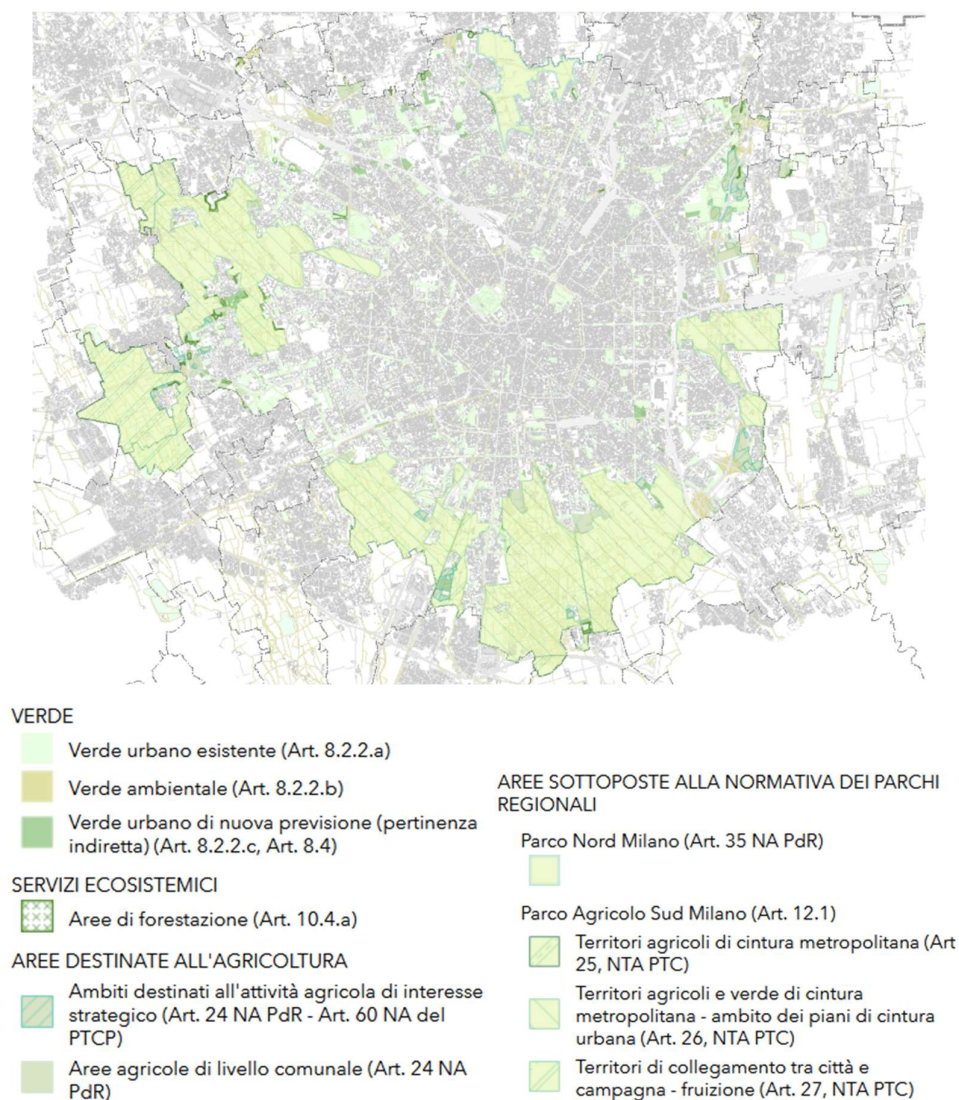 VERDE
Verde urbano esistente (Art. 8.2.2.a)
Verde ambientale (Art. 8.2.2.b)
Verde urbano di nuova previsione (pertinenza
indiretta) (Art. 8.2.2.c, Art. 8.4)
SERVIZI ECOSISTEMICI
Aree di forestazione (Art. 10.4.a)
AREE DESTINATE ALL'AGRICOLTURA
Ambiti destinati all'attività agricola di interesse
strategico (Art. 24 NA PdR - Art. 60 NA del
PTCP)
Aree agricole di livello comunale (Art. 24 NA
PdR)
AREE SOTTOPOSTE ALLA NORMATIVA DEI PARCHI
REGIONALI
Parco Nord Milano (Art. 35 NA PdR)
Parco Agricolo Sud Milano (Art. 12.1)
Territori agricoli di cintura metropolitana (Art
25, NTA PTC)
Territori agricoli e verde di cintura
metropolitana - ambito dei piani di cintura
urbana (Art. 26, NTA PTC)
Territori di collegamento tra città e
campagna - fruizione (Art. 27, NTA PTC)